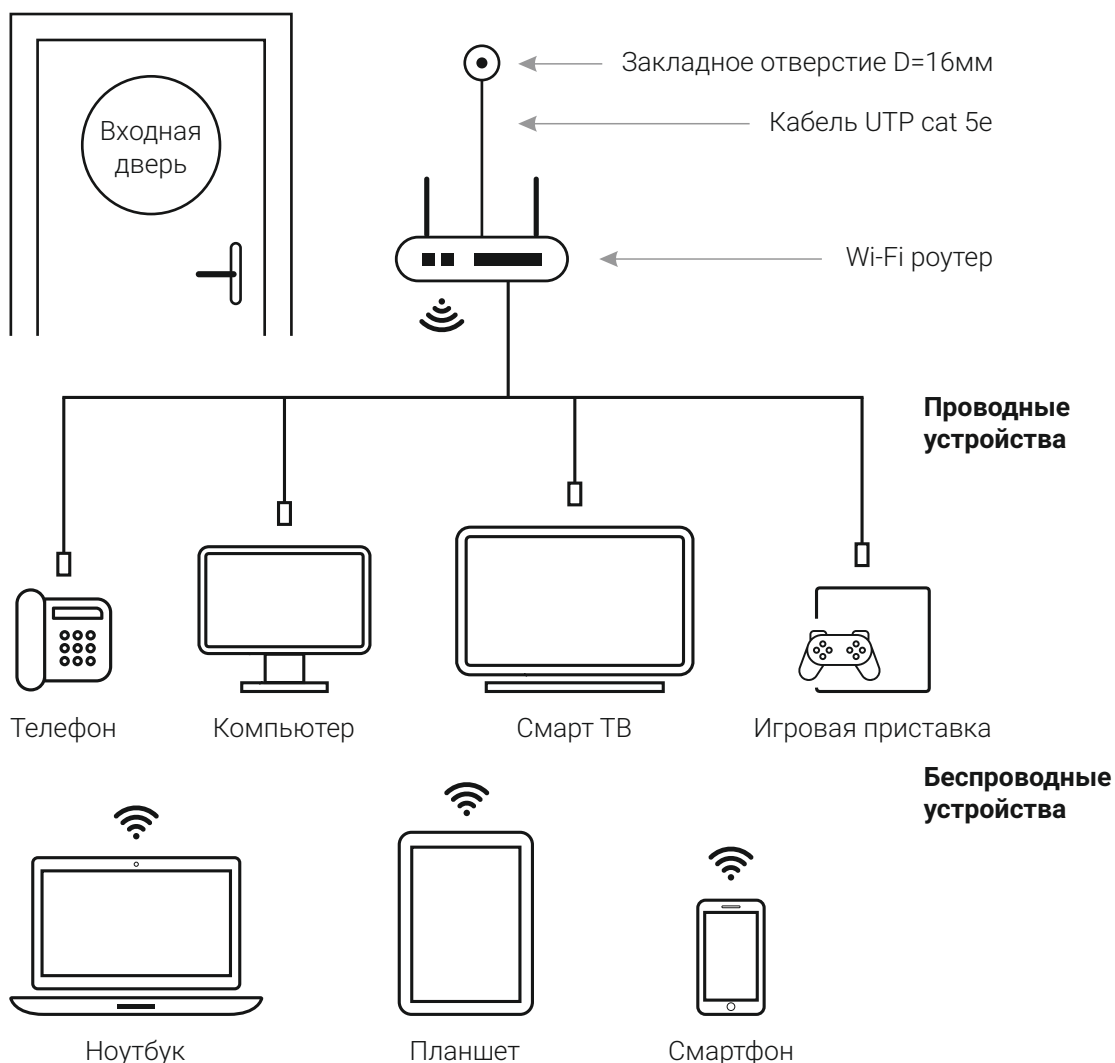 Закладное отверстие D=16мм
Кабель UTP cat 5e
Входная
дверь
Wi-Fi роутер
Проводные
устройства
Телефон
Компьютер
Смарт ТВ
Игровая приставка
Беспроводные
устройства
Ноутбук
Планшет
Смартфон